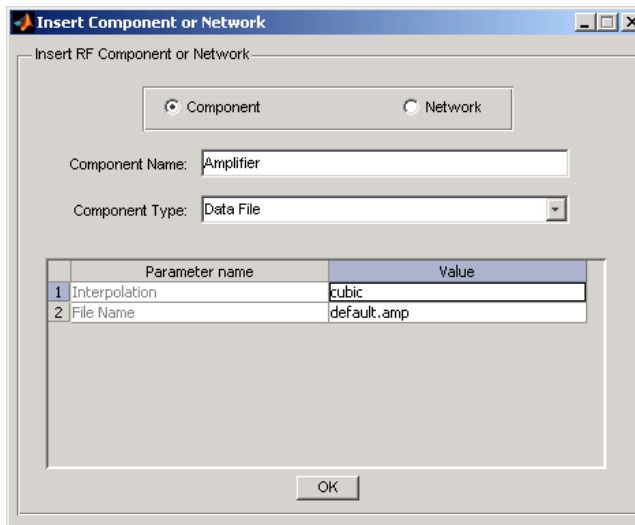 Insert Component or Network
Insert RF Component or Network
Component Network
Component Name: Amplifier
Component Type: Data File
Parameter name Value
1 Interpolation cubic
2 File Name default.amp
OK